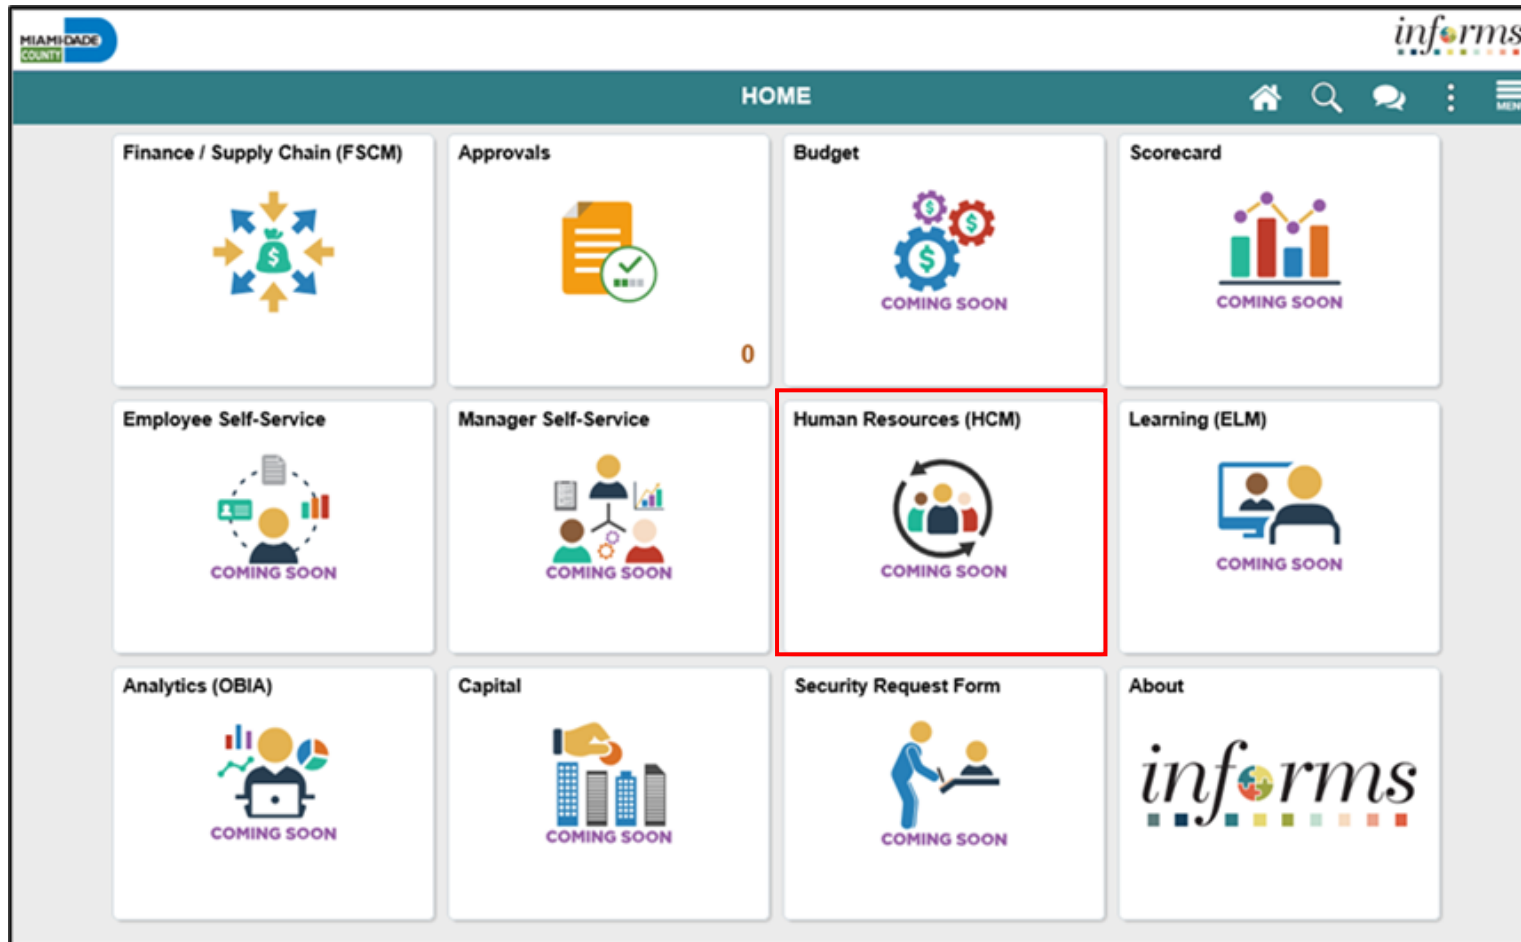 MIAMI-DADE
COUNTY
informs
HOME
MENU
Finance / Supply Chain (FSCM)
Approvals
Budget
Scorecard
$
$
$
$
COMING SOON
COMING SOON
0
Employee Self-Service
Manager Self-Service
Human Resources (HCM)
Learning (ELM)
COMING SOON
COMING SOON
COMING SOON
COMING SOON
Analytics (OBIA)
Capital
Security Request Form
About
informs
COMING SOON
COMING SOON
COMING SOON